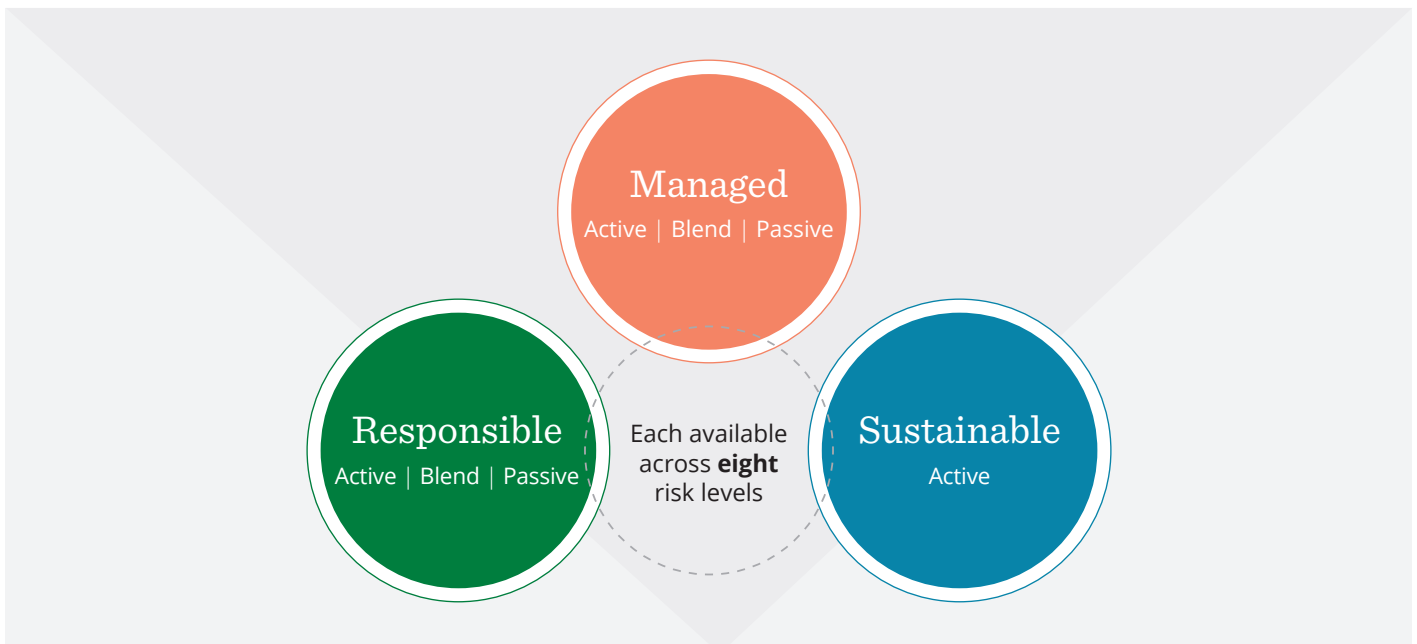 Managed
Active | Blend | Passive
Responsible
Active | Blend | Passive
Each available
across eight
risk levels
Sustainable
Active